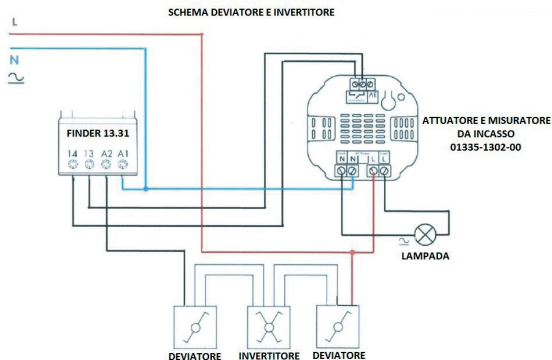 SCHEMA DEVIATORE E INVERTITORE
L
N
FINDER 13.31
14 13 A2 A1
ATTUATORE E MISURATORE
DA INCASSO
01335-1302-00
N N L L
LAMPADA
DEVIATORE INVERTITORE DEVIATORE